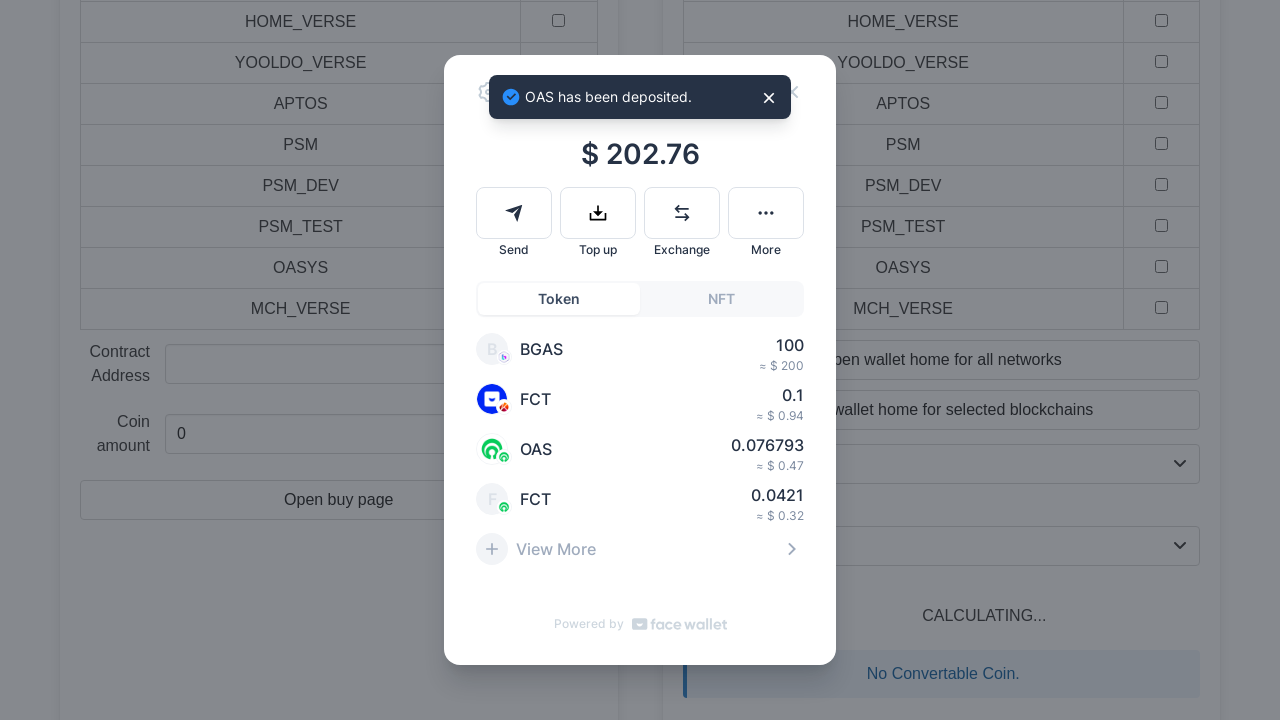 HOME_VERSE
YOOLDO_VERSE
APTOS
PSM
PSM_DEV
PSM_TEST
OASYS
MCH_VERSE
Contract
Address
Coin
amount
0
Open buy page
OAS has been deposited.
$ 202.76
Send
Top up
Exchange
More
Token
NFT
B
BGAS
100
≈ $ 200
FCT
0.1
≈ $ 0.94
OAS
0.076793
≈ $ 0.47
F
FCT
0.0421
≈ $ 0.32
View More
Powered by face wallet
HOME_VERSE
YOOLDO_VERSE
APTOS
PSM
PSM_DEV
PSM_TEST
OASYS
MCH_VERSE
wallet home for all networks
wallet home for selected blockchains
CALCULATING...
No Convertable Coin.